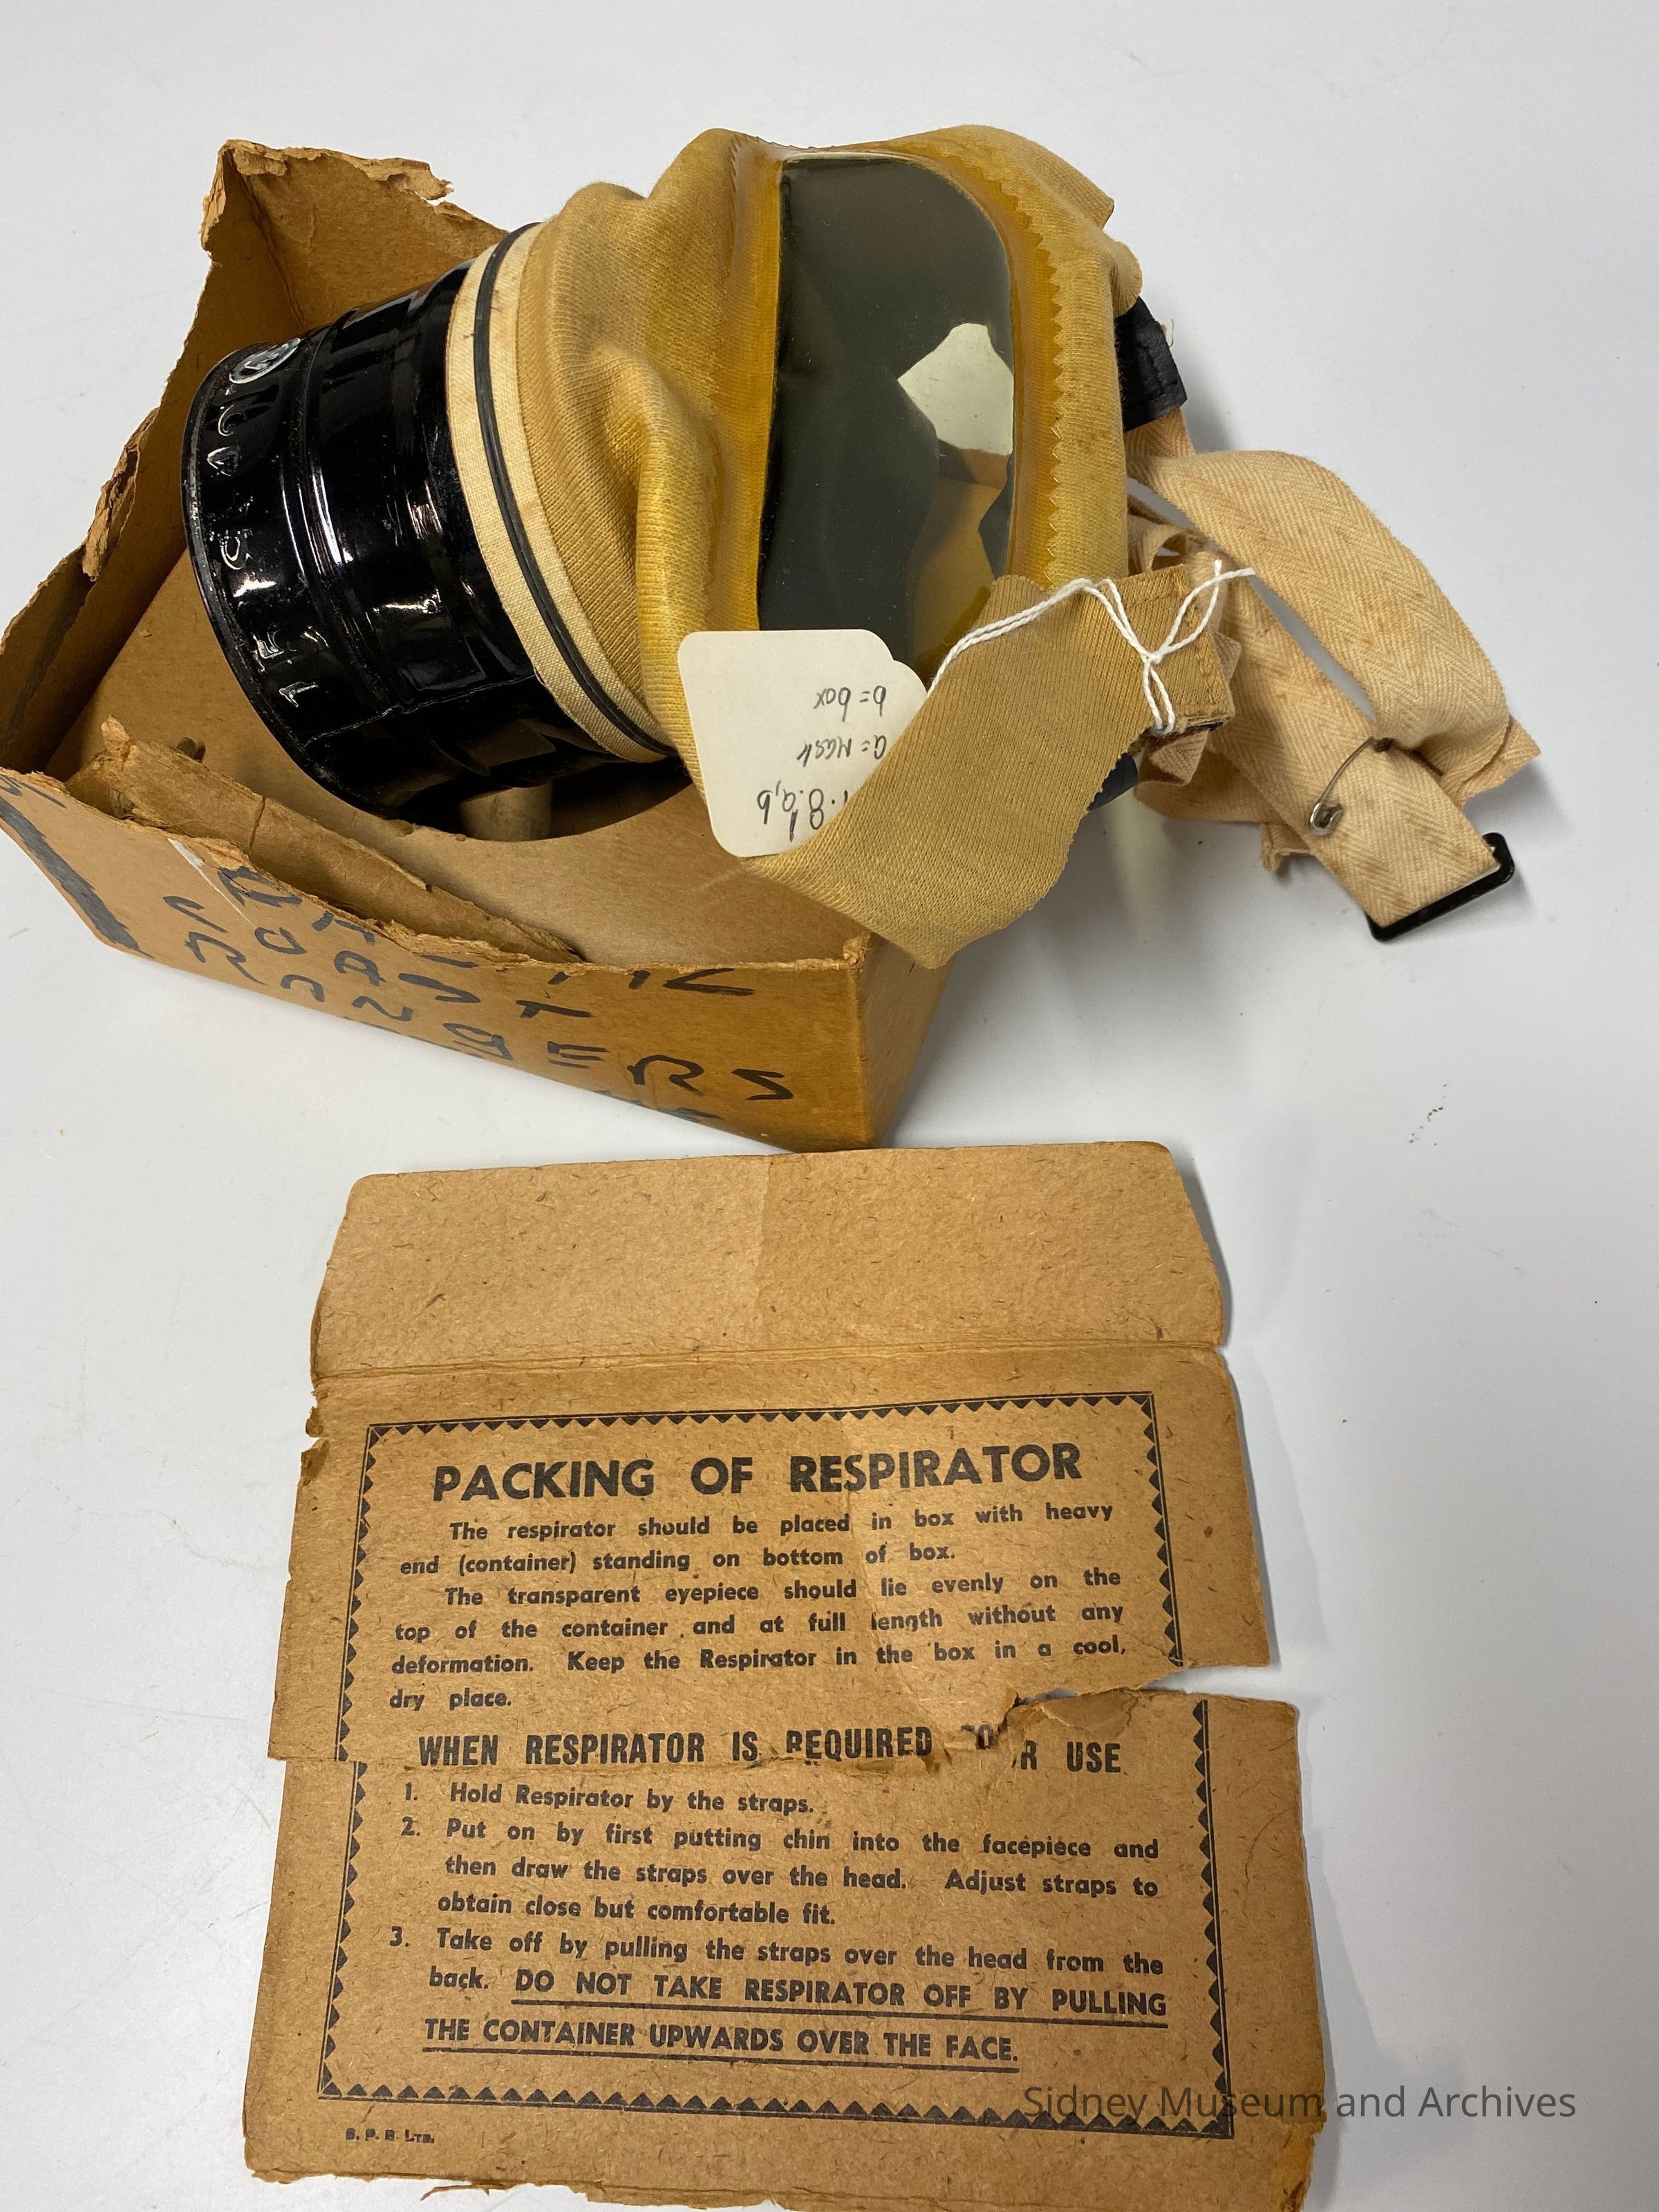 b = box
a = Mask
8.a,b
COAST
RANGERS
PACKING OF RESPIRATOR
The respirator should be placed in box with heavy
end (container) standing on bottom of box.
The transparent eyepiece should lie evenly on the
top of the container and at full length without any
deformation. Keep the Respirator in the box in a cool,
dry place.
WHEN RESPIRATOR IS REQUIRED FOR USE
1. Hold Respirator by the straps.
2. Put on by first putting chin into the facepiece and
then draw the straps over the head. Adjust straps to
obtain close but comfortable fit.
3. Take off by pulling the straps over the head from the
back. DO NOT TAKE RESPIRATOR OFF BY PULLING
THE CONTAINER UPWARDS OVER THE FACE.
Sidney Museum and Archives